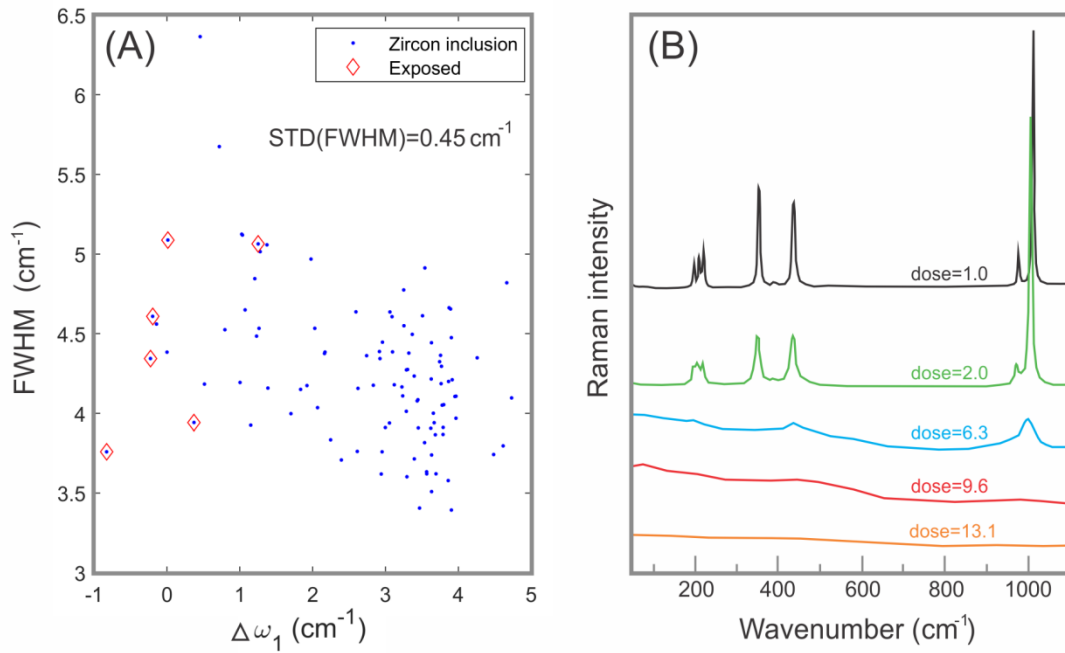 (A)
Zircon inclusion
Exposed
STD(FWHM)=0.45 cm⁻¹
6.5
6
5.5
5
4.5
4
3.5
3
FWHM (cm⁻¹)
-1
0
1
2
3
4
5
Δω₁ (cm⁻¹)
(B)
Raman intensity
dose=1.0
dose=2.0
dose=6.3
dose=9.6
dose=13.1
200
400
600
800
1000
Wavenumber (cm⁻¹)